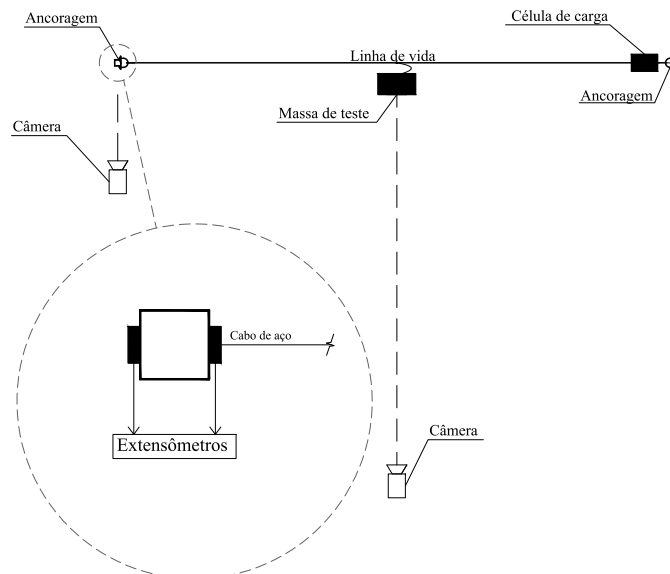 Ancoragem
Célula de carga
Linha de vida
Ancoragem
Massa de teste
Câmera
Cabo de aço
Extensômetros
Câmera